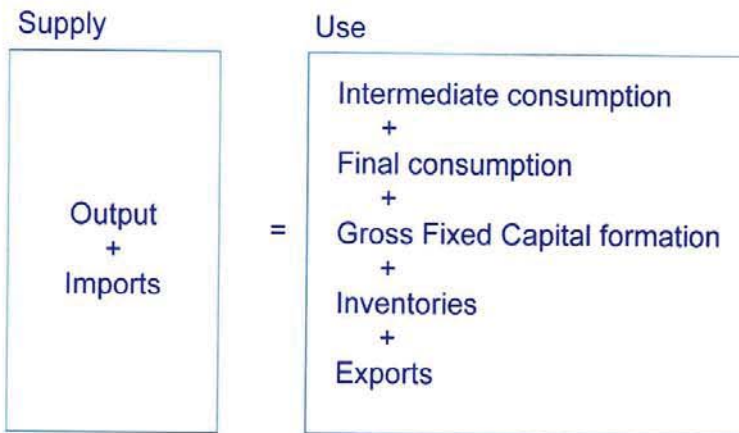 Supply
Output
+
Imports
=
Use
Intermediate consumption
+
Final consumption
+
Gross Fixed Capital formation
+
Inventories
+
Exports